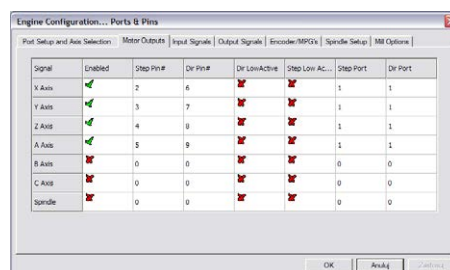 Engine Configuration... Ports & Pins
Port Setup and Axis Selection Motor Outputs Input Signals Output Signals Encoder/MPG's Spindle Setup Mill Options
Signal Enabled Step Pin# Dir Pin# Dir LowActive Step Low Ac... Step Port Dir Port
X Axis 2 6 1 1
Y Axis 3 7 1 1
Z Axis 4 8 1 1
A Axis 5 9 1 1
B Axis 0 0 0 0
C Axis 0 0 0 0
Spindle 0 0 0 0
OK Anuluj